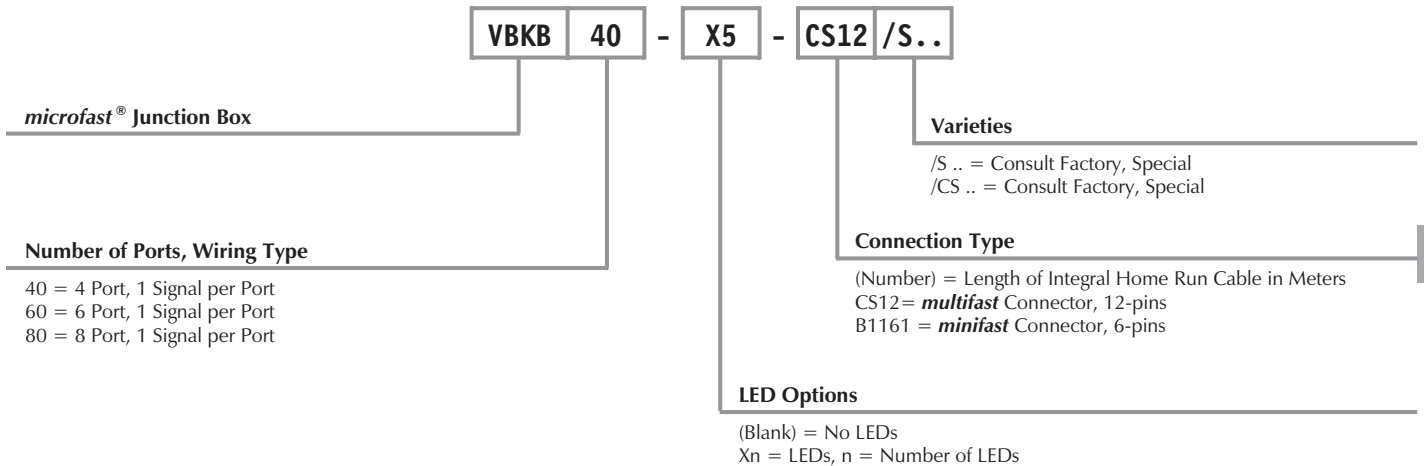 VBKB 40 - X5 - CS12 /S..
microfast® Junction Box
Varieties
/S .. = Consult Factory, Special
/CS .. = Consult Factory, Special
Number of Ports, Wiring Type
40 = 4 Port, 1 Signal per Port
60 = 6 Port, 1 Signal per Port
80 = 8 Port, 1 Signal per Port
Connection Type
(Number) = Length of Integral Home Run Cable in Meters
CS12= multifast Connector, 12-pins
B1161 = minifast Connector, 6-pins
LED Options
(Blank) = No LEDs
Xn = LEDs, n = Number of LEDs